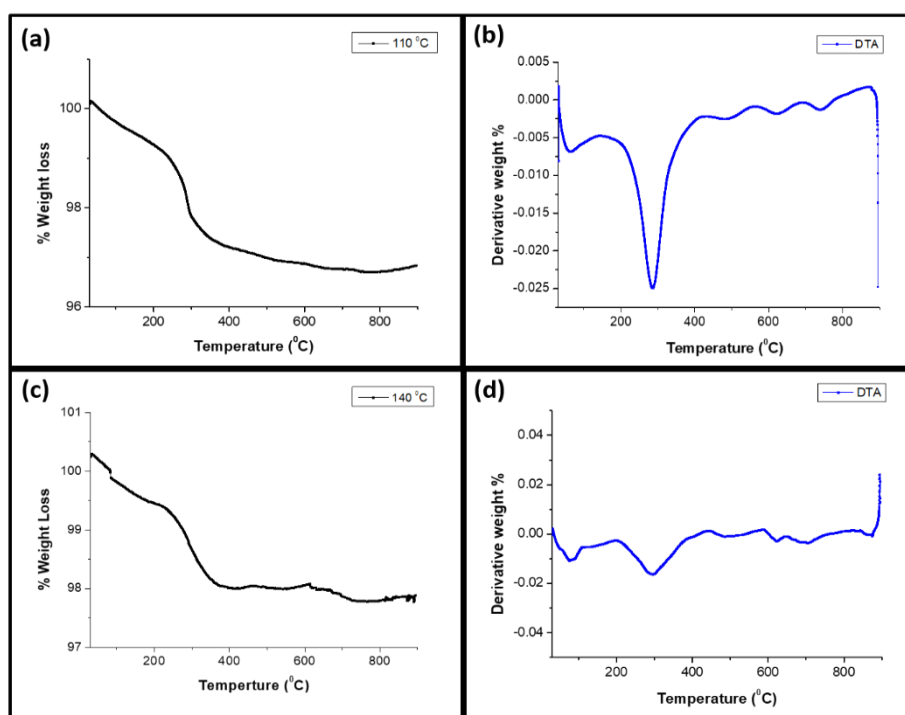 (a)
110 °C
% Weight loss
100
98
96
200
400
600
800
Temperature (°C)
(b)
DTA
Derivative weight %
0.005
0.000
-0.005
-0.010
-0.015
-0.020
-0.025
200
400
600
800
Temperature (°C)
(c)
140 °C
% Weight Loss
101
100
99
98
97
200
400
600
800
Temperture (°C)
(d)
DTA
Derivative weight %
0.04
0.02
0.00
-0.02
-0.04
200
400
600
800
Temperature (°C)